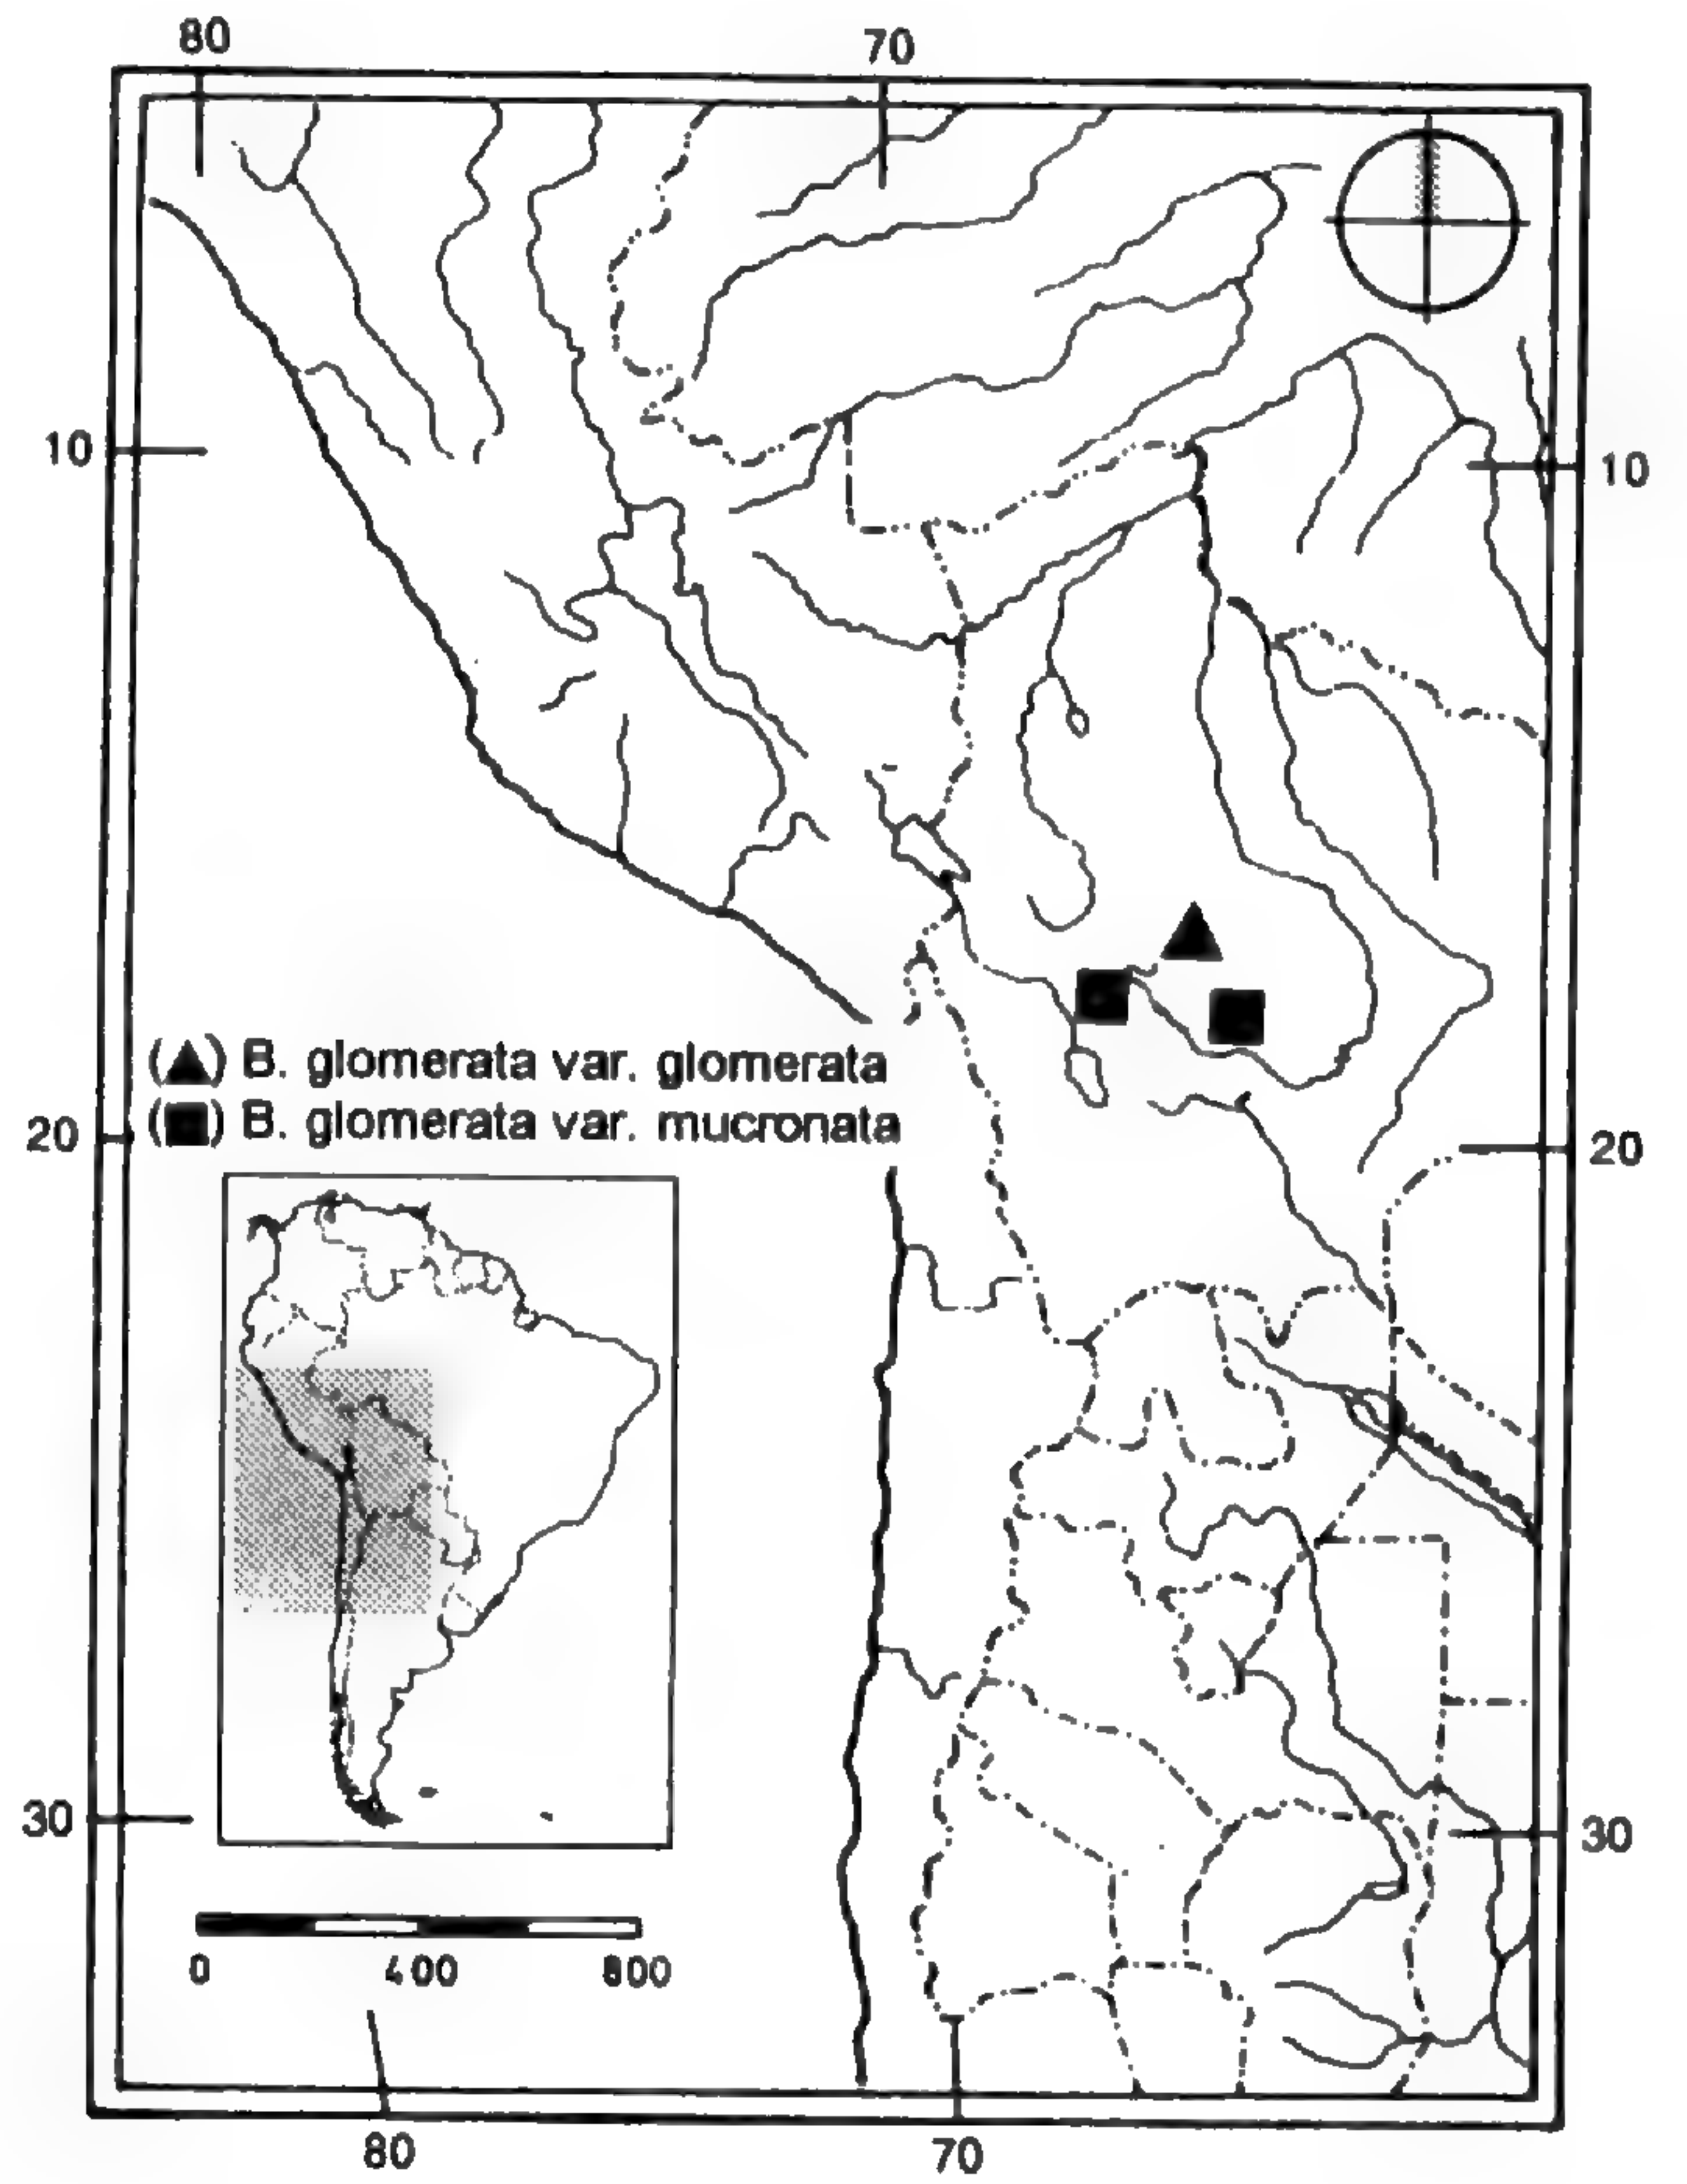 80 70
10 10
(▲) B. glomerata var. glomerata
(■) B. glomerata var. mucronata
20 20
30 30
0 400 800
80 70